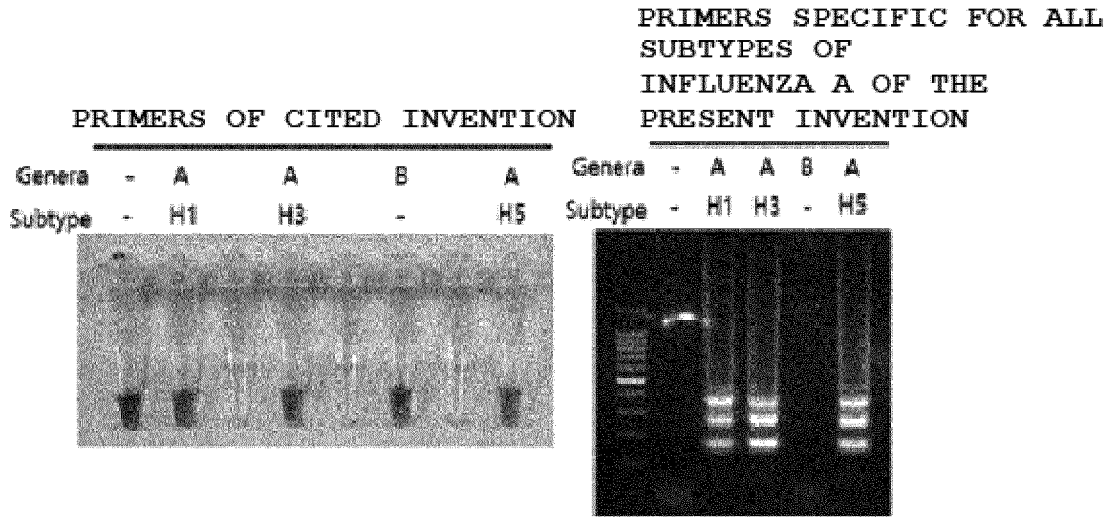 PRIMERS OF CITED INVENTION
Genera - A A B A
Subtype - H1 H3 - H5
PRIMERS SPECIFIC FOR ALL
SUBTYPES OF
INFLUENZA A OF THE
PRESENT INVENTION
Genera - A A B A
Subtype - H1 H3 - H5